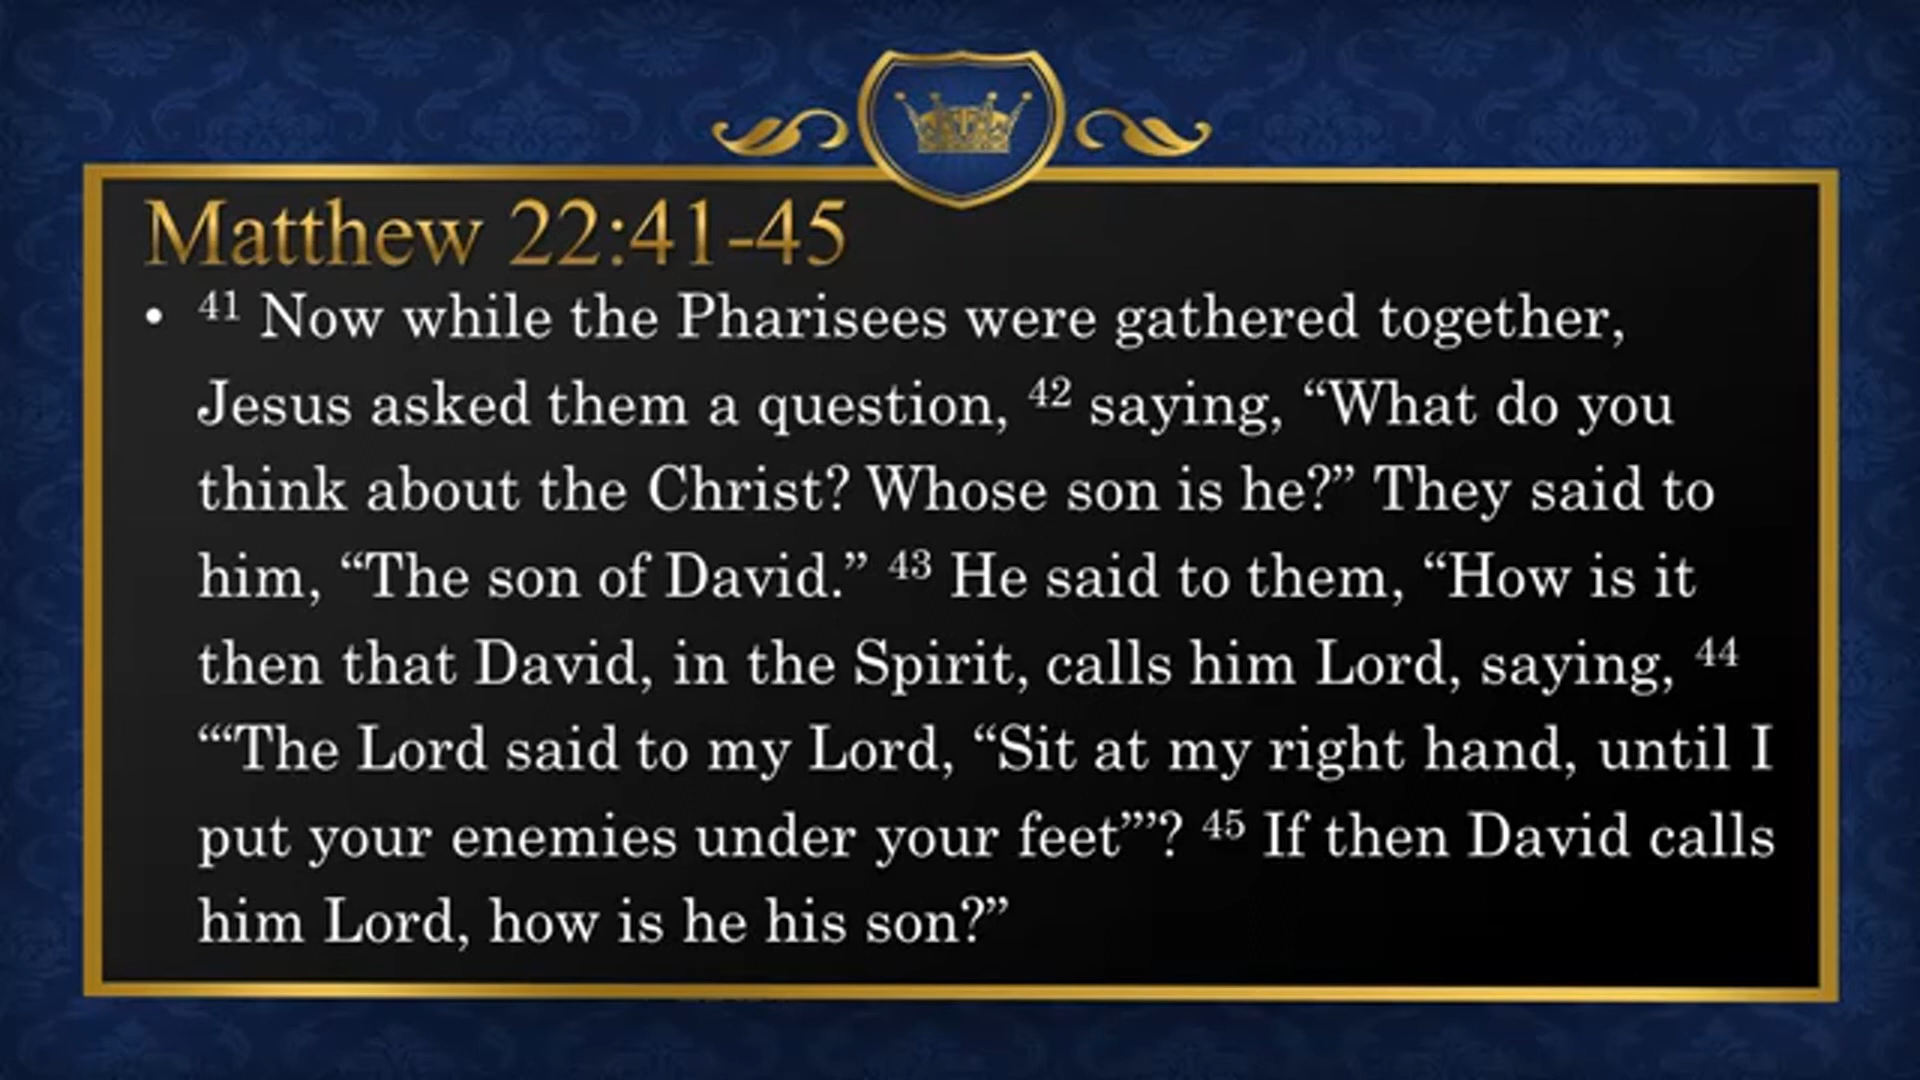 Matthew 22:41-45
• 41 Now while the Pharisees were gathered together,
Jesus asked them a question, 42 saying, “What do you
think about the Christ? Whose son is he?” They said to
him, “The son of David.” 43 He said to them, “How is it
then that David, in the Spirit, calls him Lord, saying, 44
“‘The Lord said to my Lord, “Sit at my right hand, until I
put your enemies under your feet”’”? 45 If then David calls
him Lord, how is he his son?”